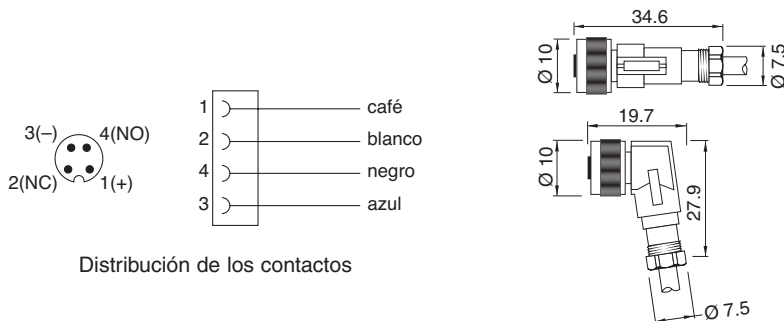 3(–)
4(NO)
2(NC)
1(+)
1
café
2
blanco
4
negro
3
azul
Distribución de los contactos
34.6
Ø 10
Ø 7.5
19.7
Ø 10
27.9
Ø 7.5